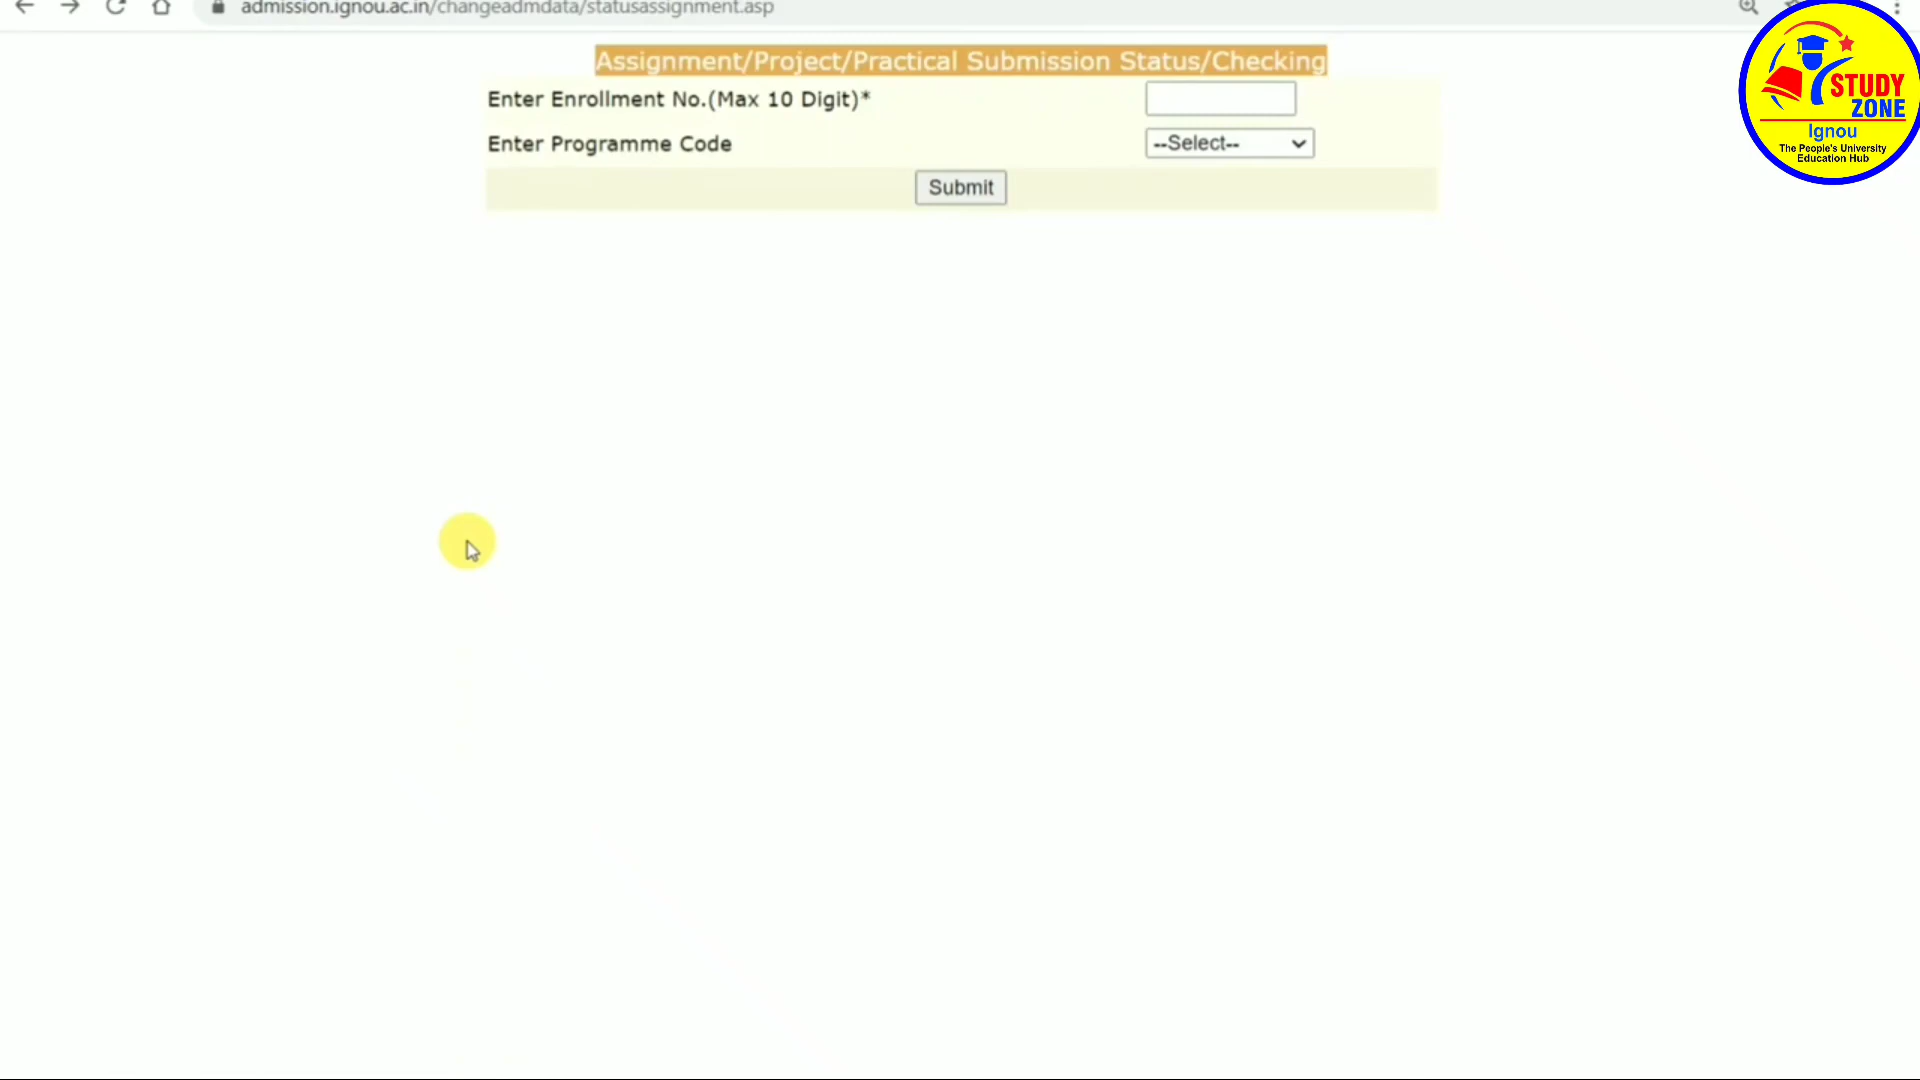 admission.ignou.ac.in/changeadmdata/statusassignment.asp
Assignment/Project/Practical Submission Status/Checking
Enter Enrollment No.(Max 10 Digit)*
Enter Programme Code
--Select--
Submit
STUDY
ZONE
Ignou
The People's University
Education Hub